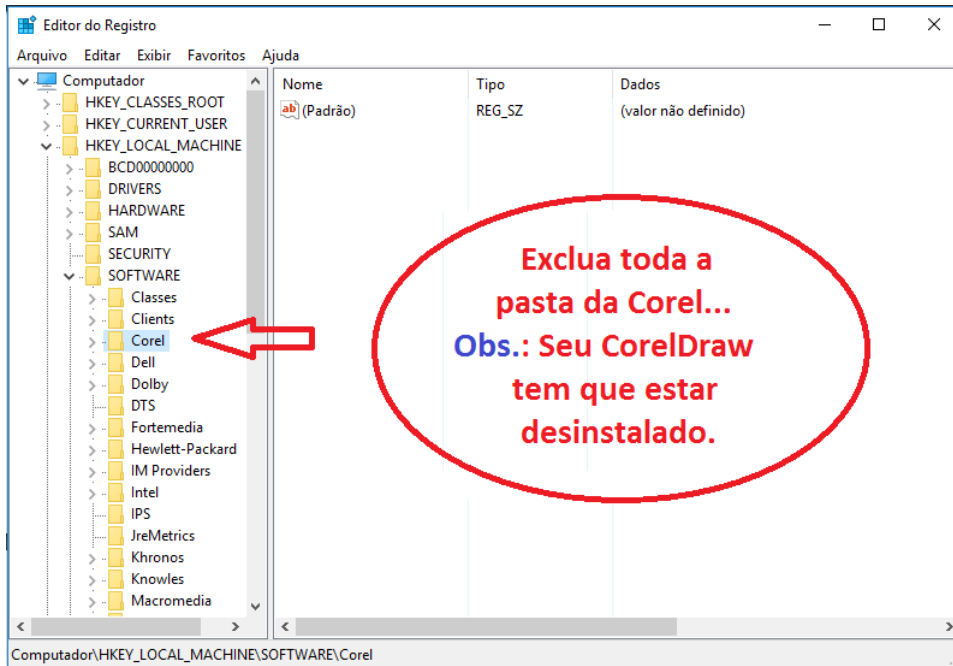 Editor do Registro
Arquivo Editar Exibir Favoritos Ajuda
Computador
HKEY_CLASSES_ROOT
HKEY_CURRENT_USER
HKEY_LOCAL_MACHINE
BCD00000000
DRIVERS
HARDWARE
SAM
SECURITY
SOFTWARE
Classes
Clients
Corel
Dell
Dolby
DTS
Fortemedia
Hewlett-Packard
IM Providers
Intel
IPS
JreMetrics
Khronos
Knowles
Macromedia
Nome Tipo Dados
ab (Padrão) REG_SZ (valor não definido)
Exclua toda a
pasta da Corel...
Obs.: Seu CorelDraw
tem que estar
desinstalado.
Computador\HKEY_LOCAL_MACHINE\SOFTWARE\Corel